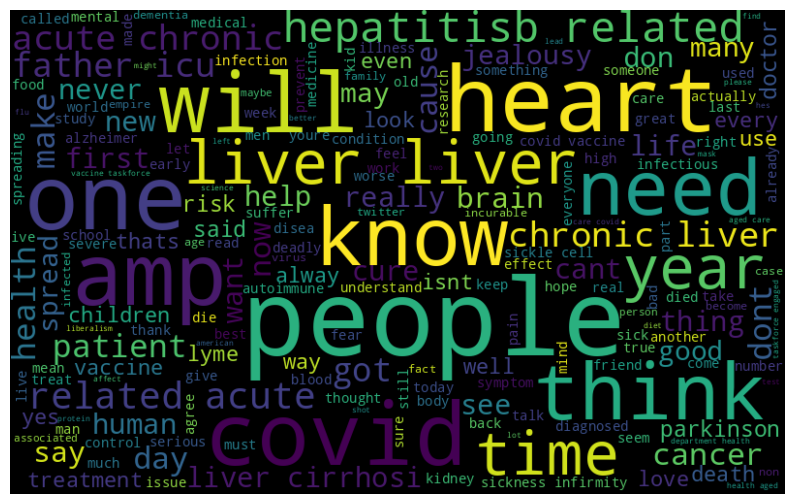 called mental dementia medical made hepatitisb related find
acute chronic
jealousy many
father icu infection will heart don
lead might kid illness even cause something someone used doctor
food never may prevent medicine family old look research care actually last please
make new world empire study week men youre condition covid vaccine going great every hes
flu maybe better left
alzheimer first let early liver liver feel work worse high life right use
spreading one risk help really brain infectious everyone need already
vaccine taskforce science suffer twitter incurable mask
ive school thats said know chronic liver care covid aged care part
severe age read disea deadly virus sickle cell
health spread amp want now alway cure isnt cant effect year case
infected children autoimmune understand keep hope real died take become bad
liberalism die people fear pain person diet thing dont
patient thank best american lyme mind sick true another good
live mean vaccine way got fact well symptom friend come number
treat affect give blood today body think
related acute thought still see diagnosed seem parkinson
yes human man agree covid sure talk back
associated protein shot control serious must lot time department health cancer
say day much liver cirrhosi kidney sickness infirmity love death non
treatment issue health aged test
taskforce engaged